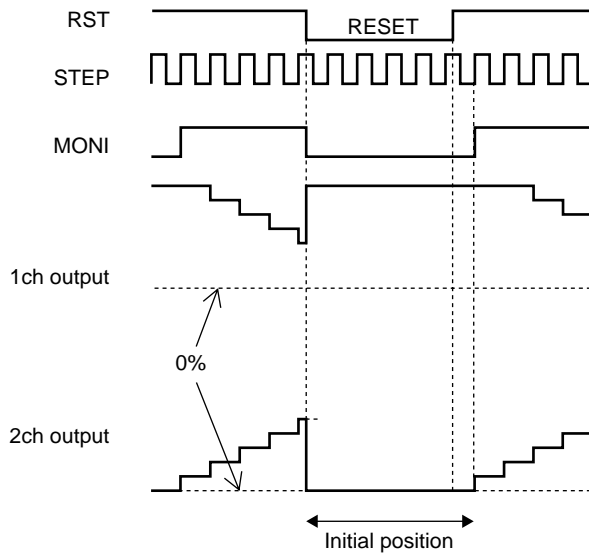 RST
RESET
STEP
MONI
1ch output
0%
2ch output
Initial position